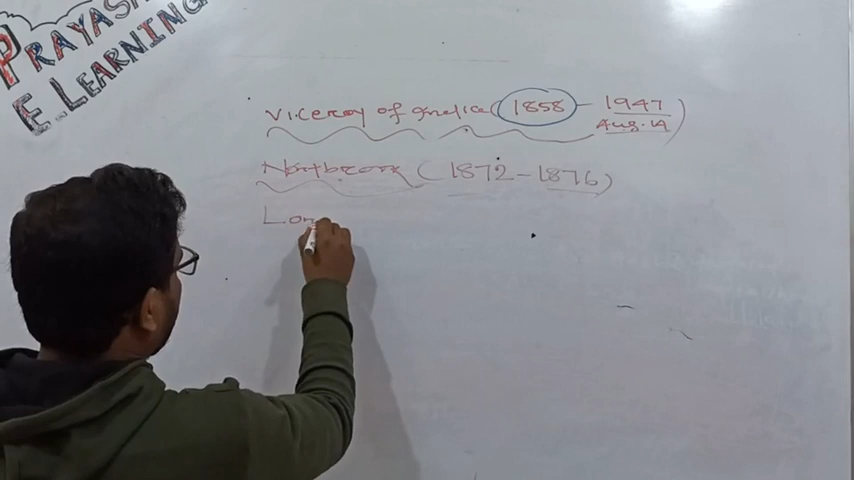 PRAYASH
E. LEARNING
Viceroy of India (1858 - 1947
Aug-14)
Northbrook (1872-1876)
Lor